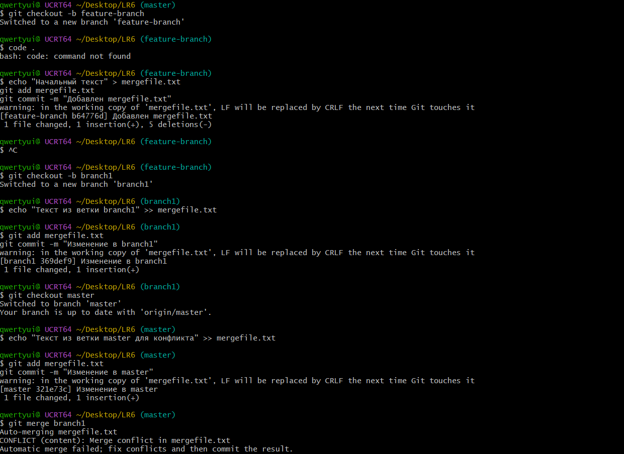 qwertyui@ UCRT64 ~/Desktop/LR6 (master)
$ git checkout -b feature-branch
Switched to a new branch 'feature-branch'
qwertyui@ UCRT64 ~/Desktop/LR6 (feature-branch)
$ code .
bash: code: command not found
qwertyui@ UCRT64 ~/Desktop/LR6 (feature-branch)
$ echo "Начальный текст" > mergefile.txt
git add mergefile.txt
git commit -m "Добавлен mergefile.txt"
warning: in the working copy of 'mergefile.txt', LF will be replaced by CRLF the next time Git touches it
[feature-branch b64776d] Добавлен mergefile.txt
1 file changed, 1 insertion(+), 5 deletions(-)
qwertyui@ UCRT64 ~/Desktop/LR6 (feature-branch)
$ ^C
qwertyui@ UCRT64 ~/Desktop/LR6 (feature-branch)
$ git checkout -b branch1
Switched to a new branch 'branch1'
qwertyui@ UCRT64 ~/Desktop/LR6 (branch1)
$ echo "Текст из ветки branch1" >> mergefile.txt
qwertyui@ UCRT64 ~/Desktop/LR6 (branch1)
$ git add mergefile.txt
git commit -m "Изменение в branch1"
warning: in the working copy of 'mergefile.txt', LF will be replaced by CRLF the next time Git touches it
[branch1 369def9] Изменение в branch1
1 file changed, 1 insertion(+)
qwertyui@ UCRT64 ~/Desktop/LR6 (branch1)
$ git checkout master
Switched to branch 'master'
Your branch is up to date with 'origin/master'.
qwertyui@ UCRT64 ~/Desktop/LR6 (master)
$ echo "Текст из ветки master для конфликта" >> mergefile.txt
qwertyui@ UCRT64 ~/Desktop/LR6 (master)
$ git add mergefile.txt
git commit -m "Изменение в master"
warning: in the working copy of 'mergefile.txt', LF will be replaced by CRLF the next time Git touches it
[master 321e73c] Изменение в master
1 file changed, 1 insertion(+)
qwertyui@ UCRT64 ~/Desktop/LR6 (master)
$ git merge branch1
Auto-merging mergefile.txt
CONFLICT (content): Merge conflict in mergefile.txt
Automatic merge failed; fix conflicts and then commit the result.